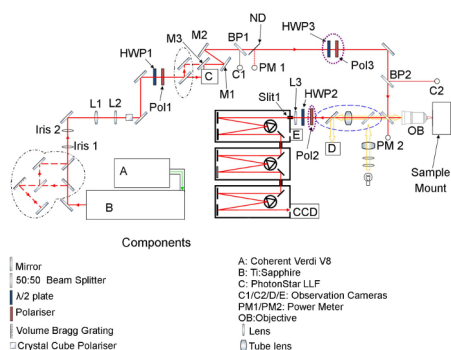 ND
M2
M3
BP1
HWP3
HWP1
C
C1
PM 1
Pol3
M1
Pol1
BP2
L3
Slit1
HWP2
C2
L1
L2
Iris 2
Iris 1
E
Pol2
OB
D
PM 2
Sample
Mount
A
B
CCD
Components
Mirror
50:50 Beam Splitter
λ/2 plate
Polariser
Volume Bragg Grating
Crystal Cube Polariser
A: Coherent Verdi V8
B: Ti:Sapphire
C: PhotonStar LLF
C1/C2/D/E: Observation Cameras
PM1/PM2: Power Meter
OB:Objective
Lens
Tube lens